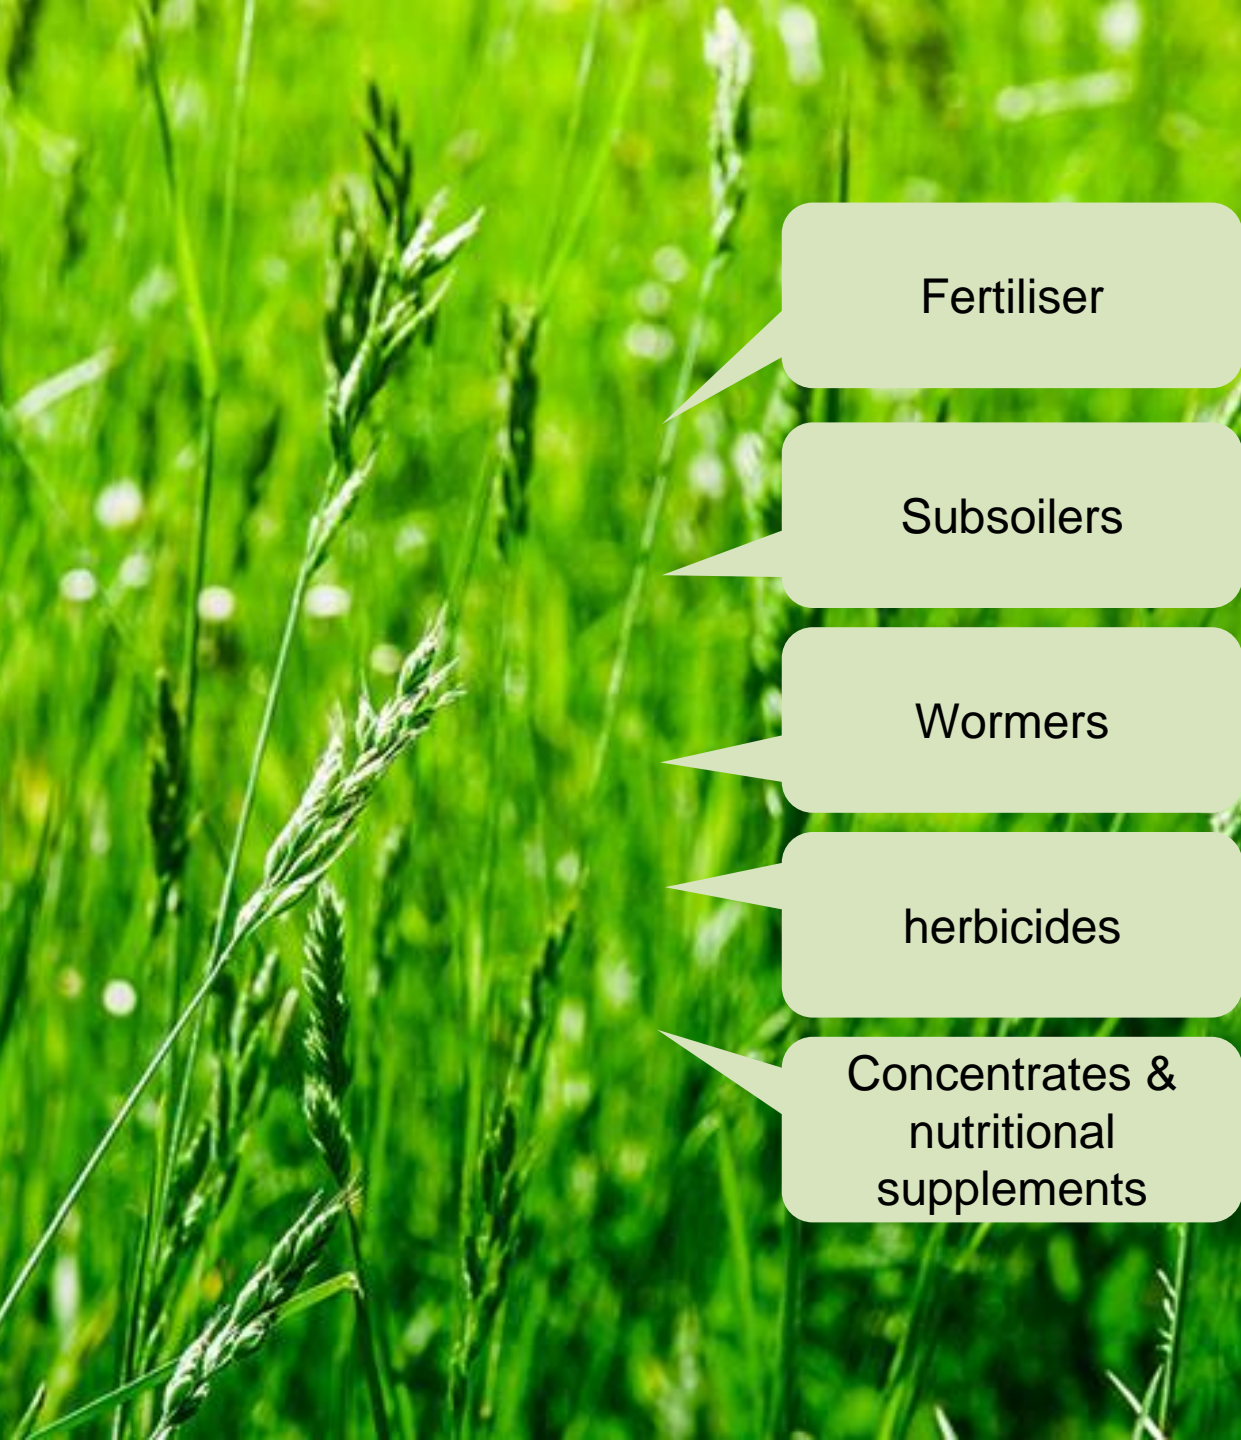 Fertiliser
Subsoilers
Wormers
herbicides
Concentrates &
nutritional
supplements